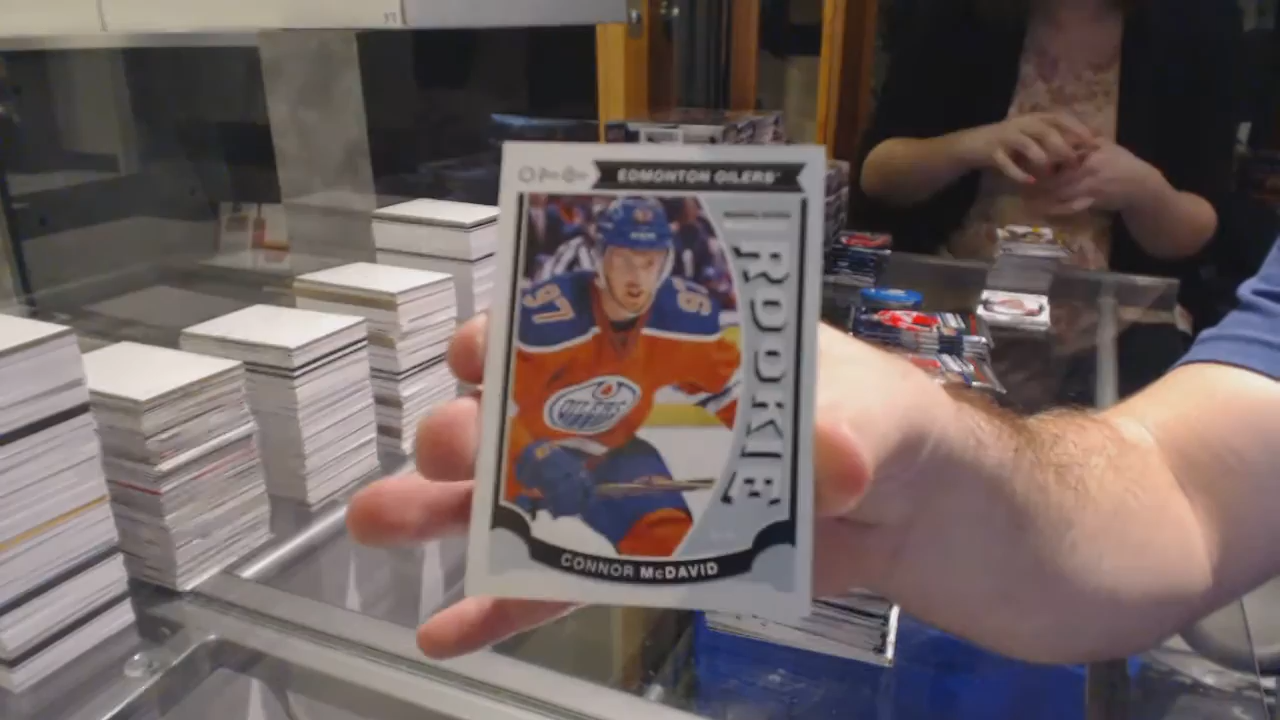 O-Pee-Chee
EDMONTON OILERS
ROOKIE
97
97
OILERS
CONNOR McDAVID